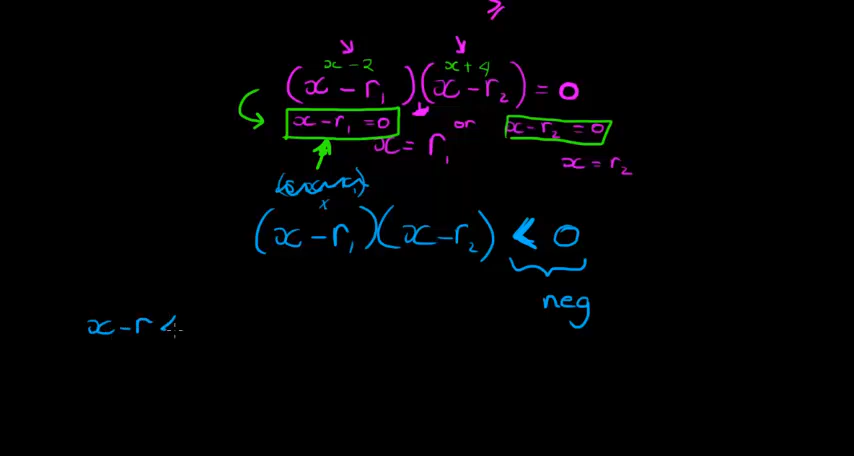 ≥
x - 2 x + 4
(x - r₁)(x - r₂) = 0
x - r₁ = 0 or x - r₂ = 0
x = r₁ x = r₂
x
(x - r₁)(x - r₂) < 0
neg
x - r <